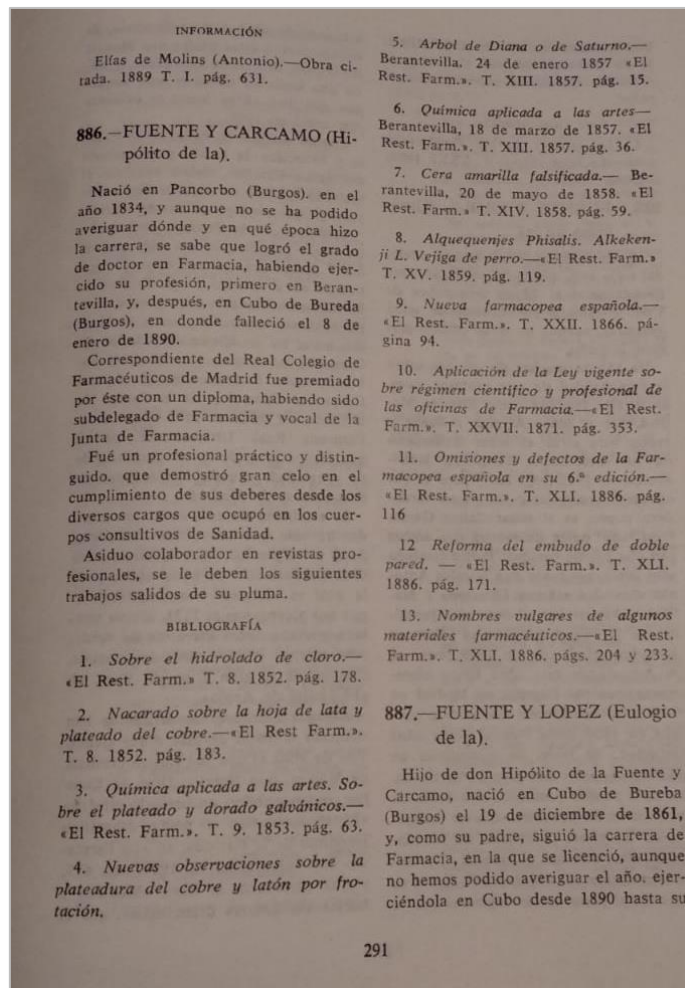 INFORMACIÓN
Elías de Molins (Antonio).—Obra ci-
tada. 1889 T. I. pág. 631.
886.—FUENTE Y CARCAMO (Hi-
pólito de la).
Nació en Pancorbo (Burgos). en el
año 1834, y aunque no se ha podido
averiguar dónde y en qué época hizo
la carrera, se sabe que logró el grado
de doctor en Farmacia, habiendo ejer-
cido su profesión, primero en Beran-
tevilla, y, después, en Cubo de Bureda
(Burgos), en donde falleció el 8 de
enero de 1890.
Correspondiente del Real Colegio de
Farmacéuticos de Madrid fue premiado
por éste con un diploma, habiendo sido
subdelegado de Farmacia y vocal de la
Junta de Farmacia.
Fué un profesional práctico y distin-
guido. que demostró gran celo en el
cumplimiento de sus deberes desde los
diversos cargos que ocupó en los cuer-
pos consultivos de Sanidad.
Asiduo colaborador en revistas pro-
fesionales, se le deben los siguientes
trabajos salidos de su pluma.
BIBLIOGRAFÍA
1. Sobre el hidrolado de cloro.—
«El Rest. Farm.» T. 8. 1852. pág. 178.
2. Nacarado sobre la hoja de lata y
plateado del cobre.—«El Rest Farm.».
T. 8. 1852. pág. 183.
3. Química aplicada a las artes. So-
bre el plateado y dorado galvánicos.—
«El Rest. Farm.». T. 9. 1853. pág. 63.
4. Nuevas observaciones sobre la
plateadura del cobre y latón por fro-
tación.
5. Arbol de Diana o de Saturno.—
Berantevilla. 24 de enero 1857 «El
Rest. Farm.». T. XIII. 1857. pág. 15.
6. Química aplicada a las artes—
Berantevilla, 18 de marzo de 1857. «El
Rest. Farm.». T. XIII. 1857. pág. 36.
7. Cera amarilla falsificada.— Be-
rantevilla, 20 de mayo de 1858. «El
Rest. Farm.» T. XIV. 1858. pág. 59.
8. Alquequenjes Phisalis. Alkeken-
ji L. Vejiga de perro.—«El Rest. Farm.»
T. XV. 1859. pág. 119.
9. Nueva farmacopea española.—
«El Rest. Farm.». T. XXII. 1866. pá-
gina 94.
10. Aplicación de la Ley vigente so-
bre régimen científico y profesional de
las oficinas de Farmacia.—«El Rest.
Farm.». T. XXVII. 1871. pág. 353.
11. Omisiones y defectos de la Far-
macopea española en su 6.ª edición.—
«El Rest. Farm.». T. XLI. 1886. pág.
116
12 Reforma del embudo de doble
pared. — «El Rest. Farm.». T. XLI.
1886. pág. 171.
13. Nombres vulgares de algunos
materiales farmacéuticos.—«El Rest.
Farm.». T. XLI. 1886. págs. 204 y 233.
887.—FUENTE Y LOPEZ (Eulogio
de la).
Hijo de don Hipólito de la Fuente y
Carcamo, nació en Cubo de Bureba
(Burgos) el 19 de diciembre de 1861,
y, como su padre, siguió la carrera de
Farmacia, en la que se licenció, aunque
no hemos podido averiguar el año. ejer-
ciéndola en Cubo desde 1890 hasta su
291